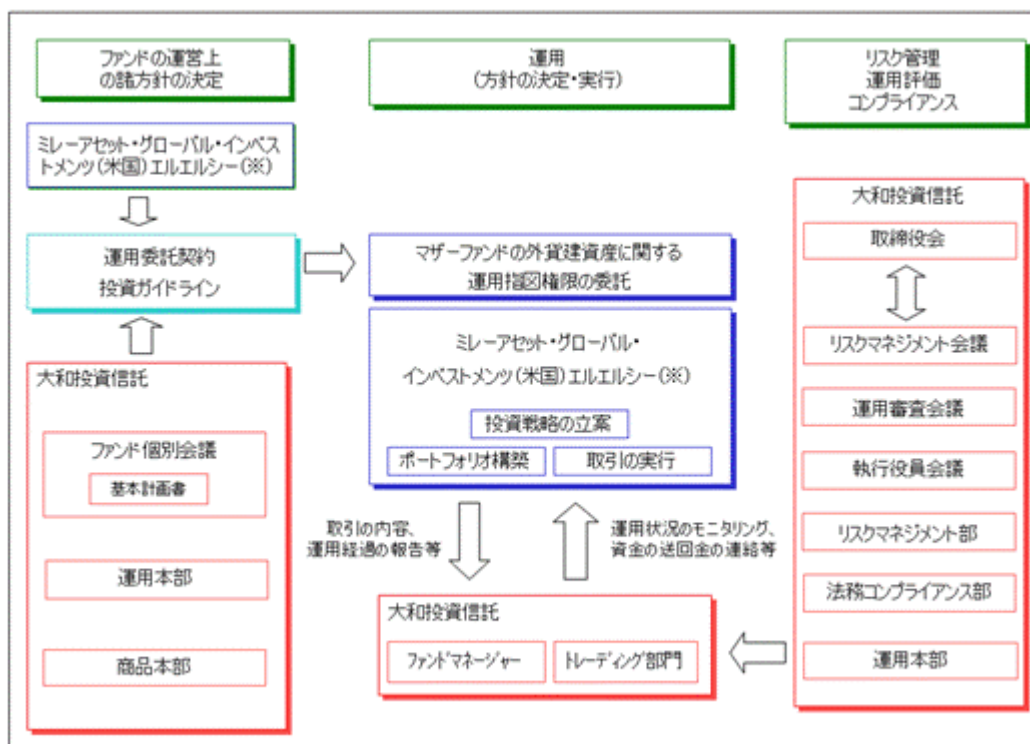 ファンドの運営上
の諸方針の決定
運用
(方針の決定・実行)
リスク管理
運用評価
コンプライアンス
ミレーアセット・グローバル・インベス
トメンツ(米国)エルエルシー(※)
運用委託契約
投資ガイドライン
マザーファンドの外貨建資産に関する
運用指図権限の委託
ミレーアセット・グローバル・
インベストメンツ(米国)エルエルシー(※)
投資戦略の立案
ポートフォリオ構築
取引の実行
大和投資信託
ファンド個別会議
基本計画書
運用本部
商品本部
取引の内容、
運用経過の報告等
運用状況のモニタリング、
資金の送回金の連絡等
大和投資信託
ファンドマネージャー
トレーディング部門
大和投資信託
取締役会
リスクマネジメント会議
運用審査会議
執行役員会議
リスクマネジメント部
法務コンプライアンス部
運用本部